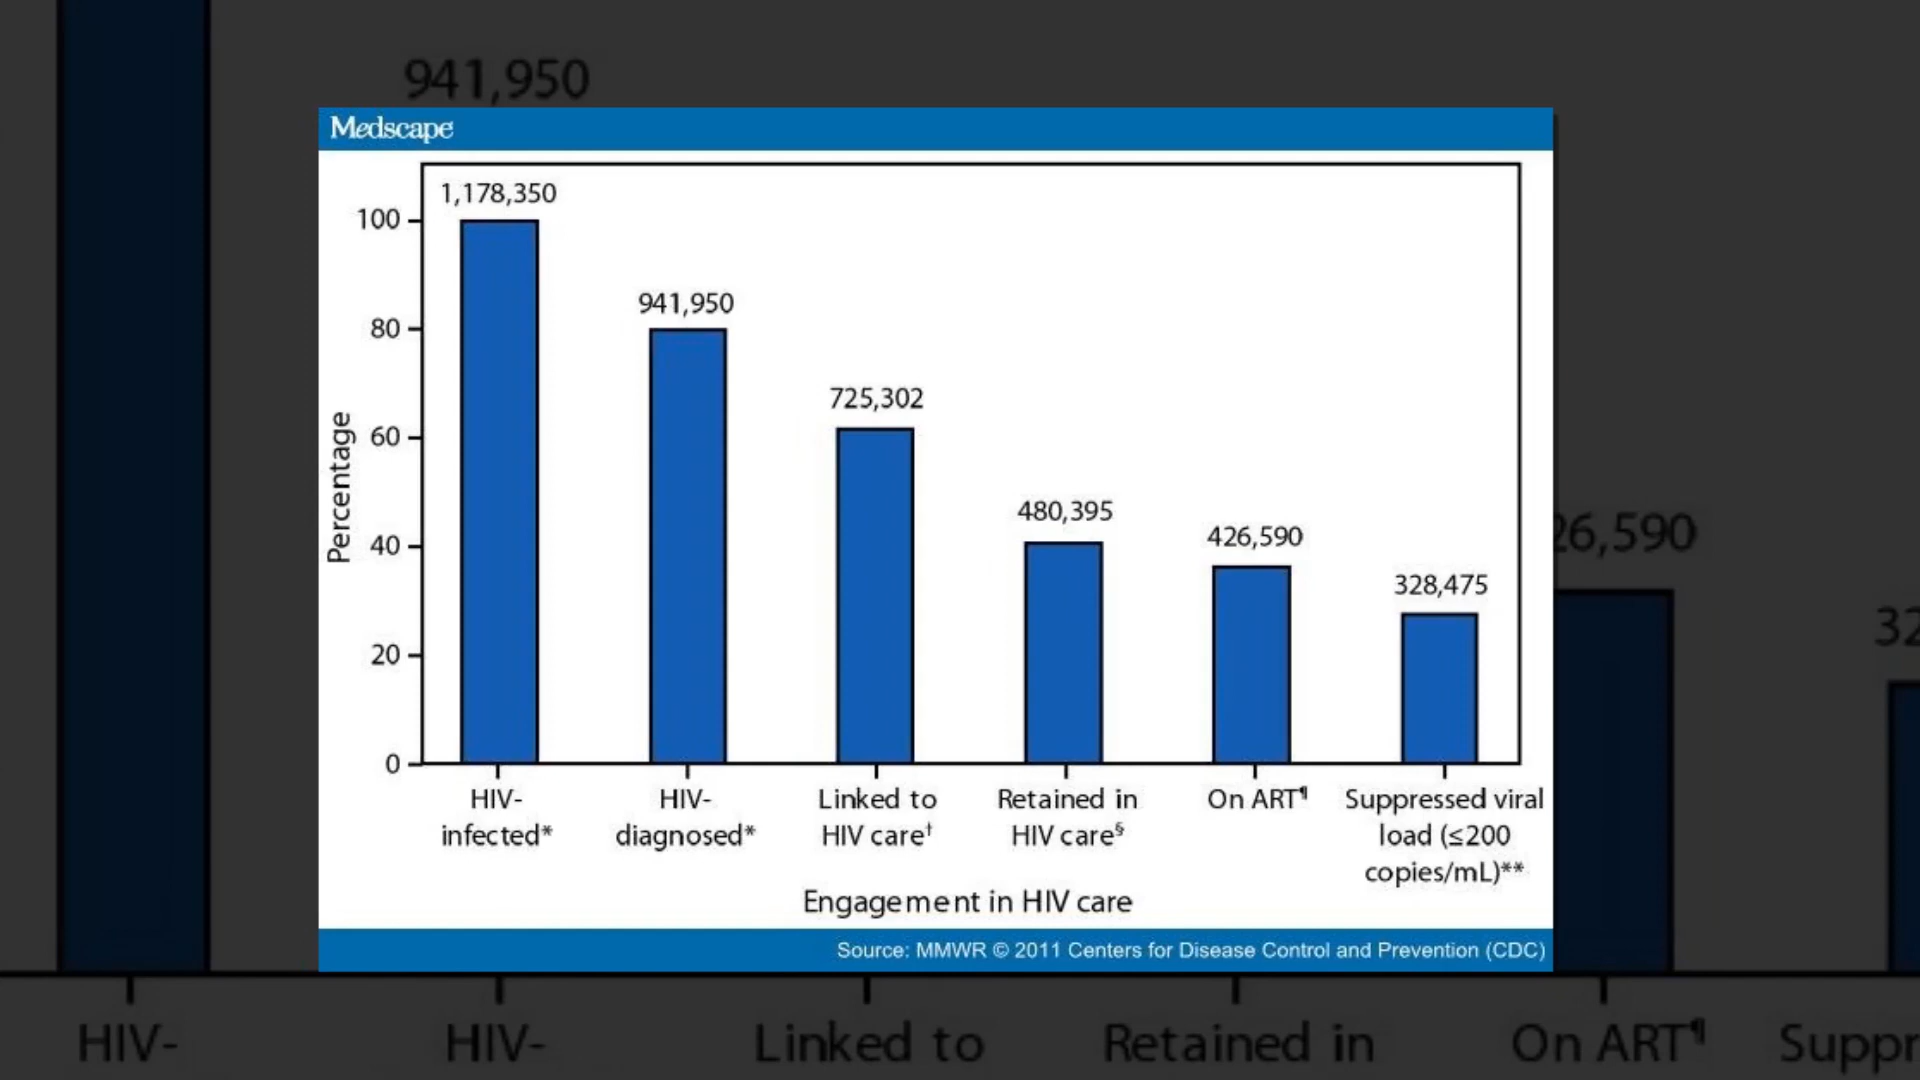 941,950
Medscape
1,178,350
100
941,950
80
725,302
60
480,395
426,590
40
328,475
20
0
Percentage
HIV-
infected*
HIV-
diagnosed*
Linked to
HIV care†
Retained in
HIV care§
On ART¶
Suppressed viral
load (≤200
copies/mL)**
Engagement in HIV care
Source: MMWR © 2011 Centers for Disease Control and Prevention (CDC)
26,590
32
HIV-
HIV-
Linked to
Retained in
On ART¶
Suppr